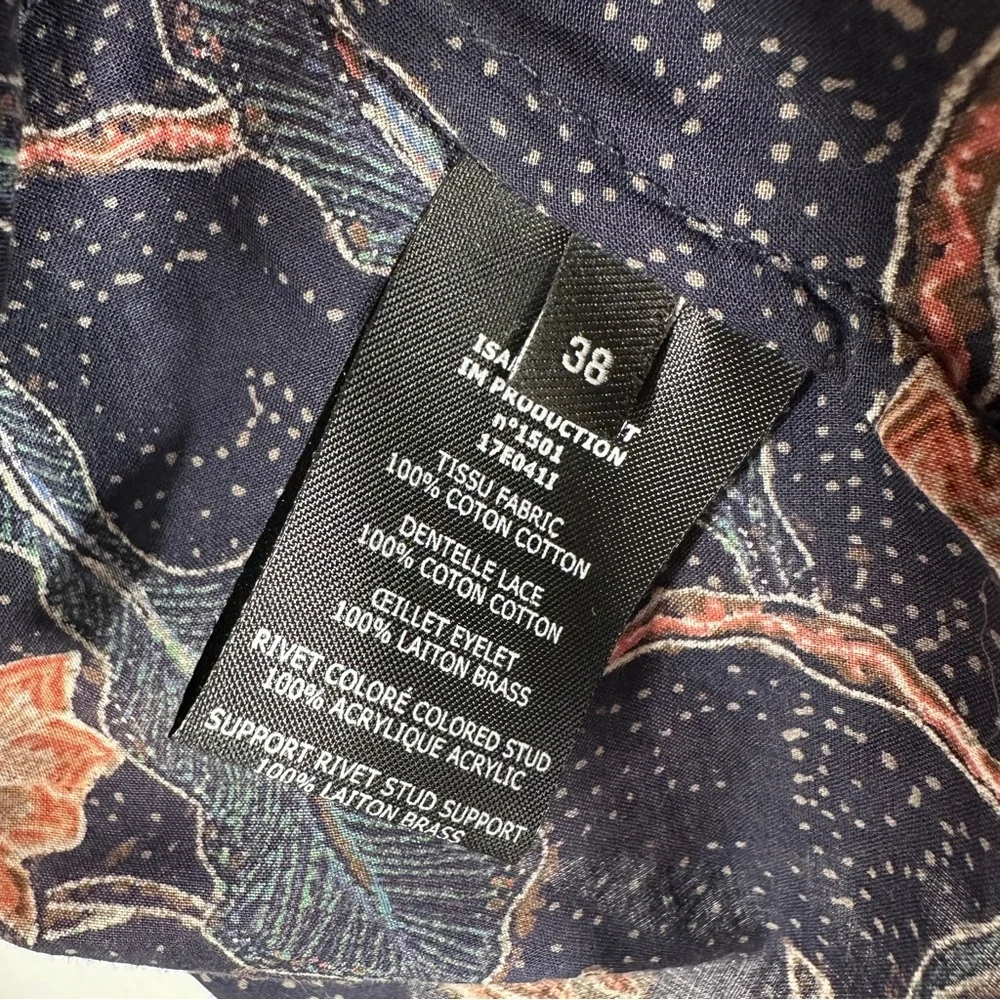 38
ISA T
IM PRODUCTION
n°1501
17E041I
TISSU FABRIC
100% COTON COTTON
DENTELLE LACE
100% COTON COTTON
ŒILLET EYELET
100% LAITON BRASS
RIVET COLORÉ COLORED STUD
100% ACRYLIQUE ACRYLIC
SUPPORT RIVET STUD SUPPORT
100% LAITON BRASS